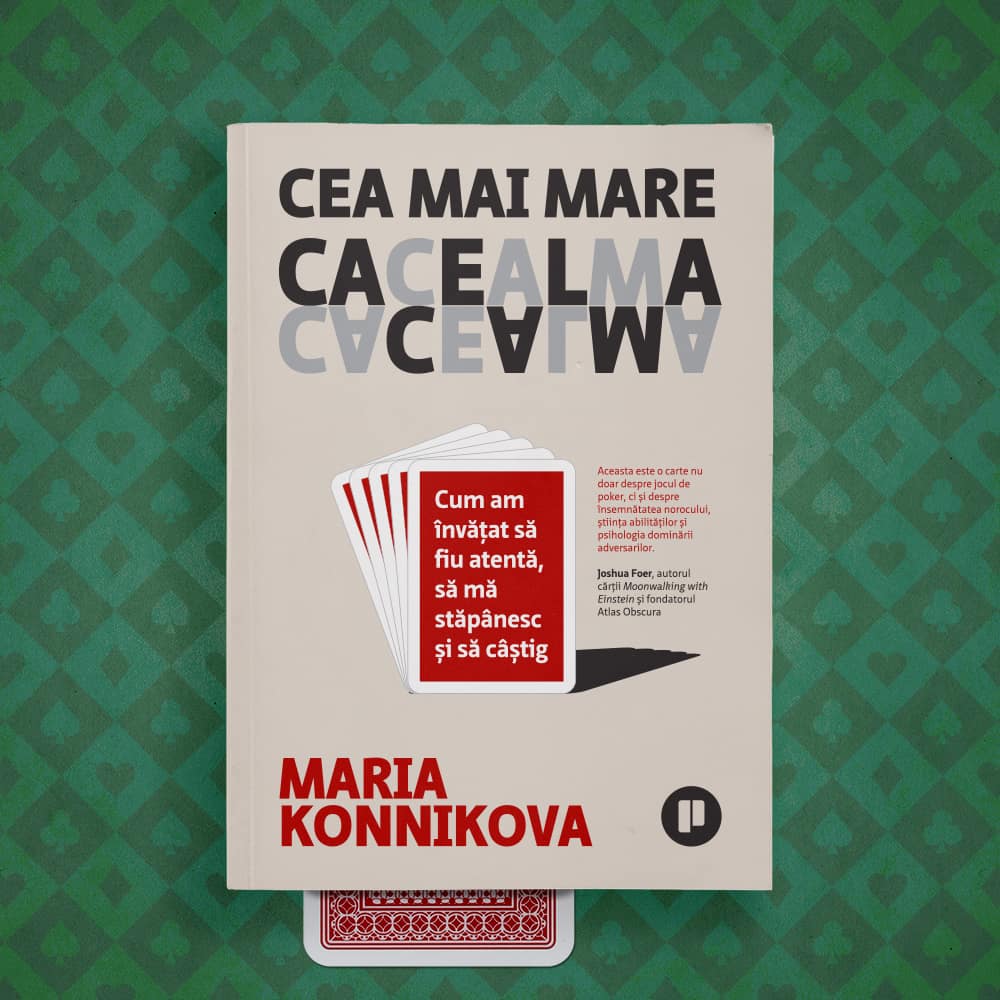 CEA MAI MARE
CACEALMA
CACEALMA
Cum am
învățat să
fiu atentă,
să mă
stăpânesc
și să câștig
Aceasta este o carte nu
doar despre jocul de
poker, ci și despre
însemnătatea norocului,
știința abilităților și
psihologia dominării
adversarilor.
Joshua Foer, autorul
cărții Moonwalking with
Einstein și fondatorul
Atlas Obscura
MARIA
KONNIKOVA
P